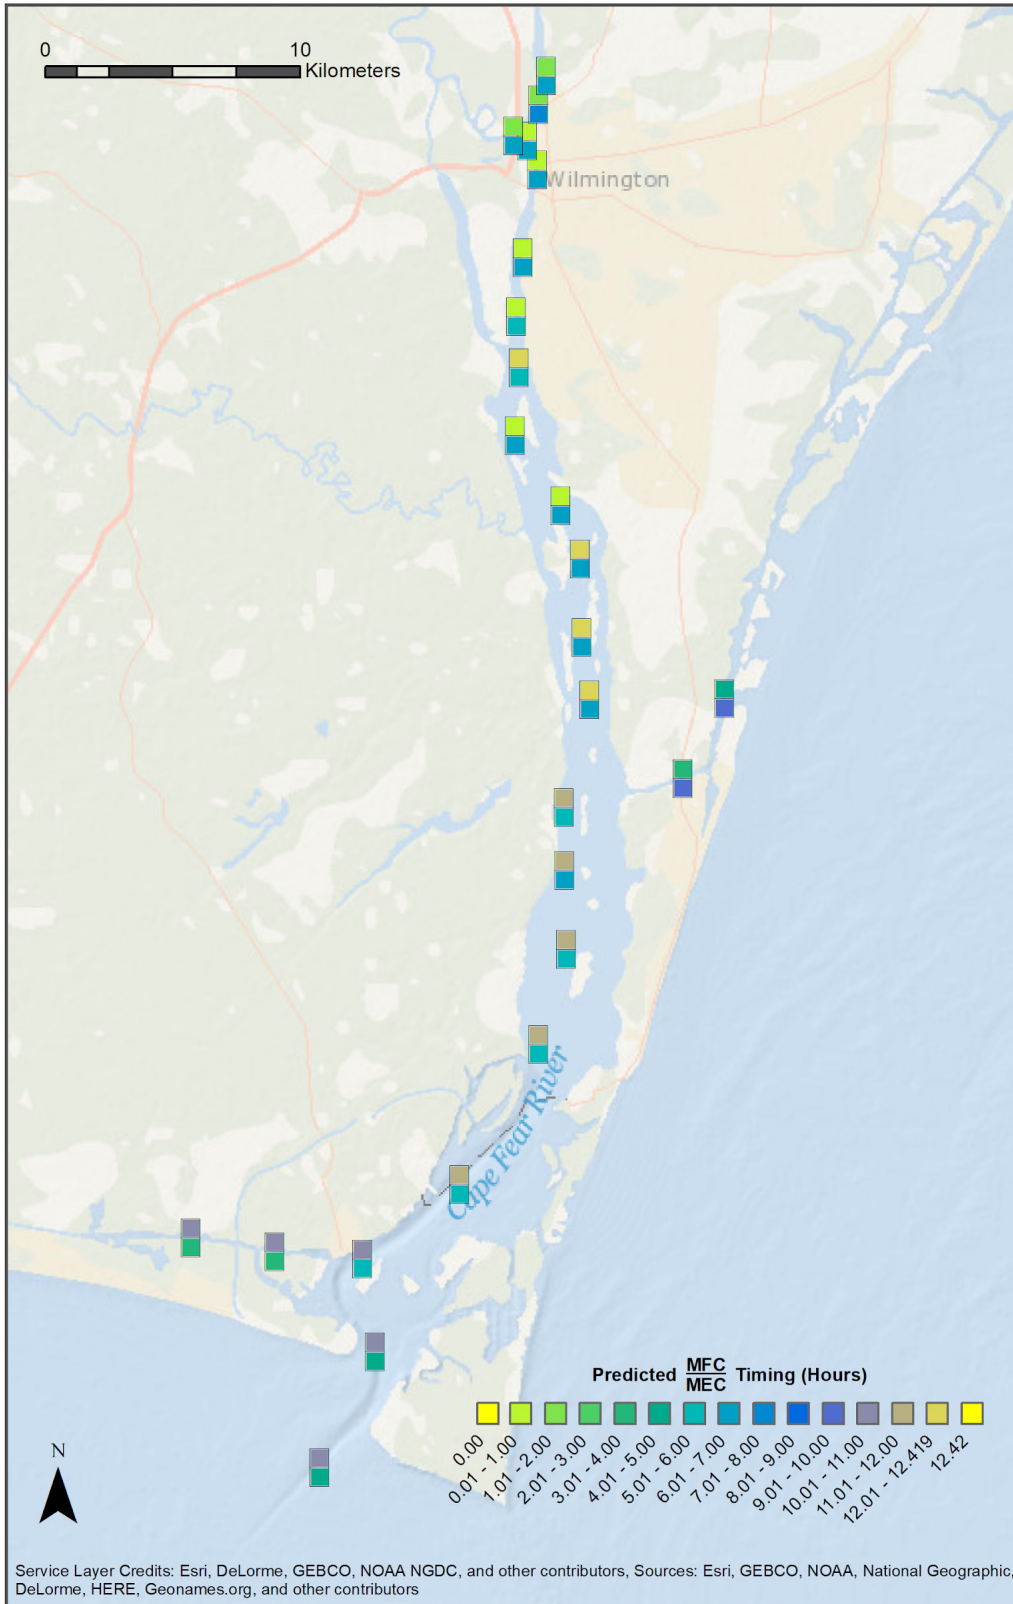 0 10
Kilometers
Wilmington
Cape Fear River
Predicted MFC Timing (Hours)
MEC
0.00
0.01 - 1.00
1.01 - 2.00
2.01 - 3.00
3.01 - 4.00
4.01 - 5.00
5.01 - 6.00
6.01 - 7.00
7.01 - 8.00
8.01 - 9.00
9.01 - 10.00
10.01 - 11.00
11.01 - 12.00
12.01 - 12.419
12.42
N
Service Layer Credits: Esri, DeLorme, GEBCO, NOAA NGDC, and other contributors, Sources: Esri, GEBCO, NOAA, National Geographic,
DeLorme, HERE, Geonames.org, and other contributors